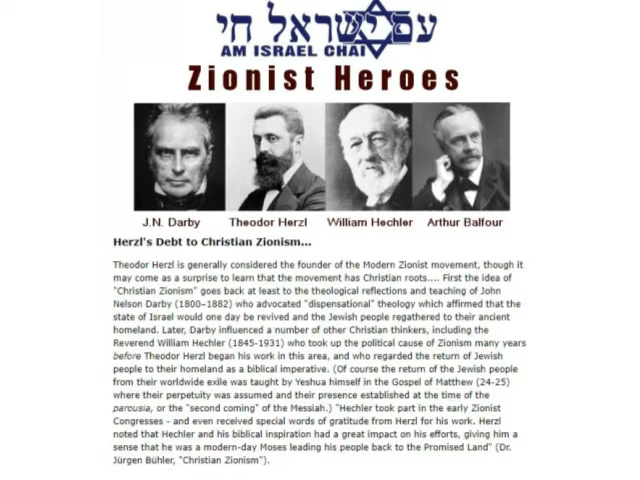 עם ישראל חי
AM ISRAEL CHAI
Zionist Heroes
J.N. Darby Theodor Herzl William Hechler Arthur Balfour
Herzl's Debt to Christian Zionism...
Theodor Herzl is generally considered the founder of the Modern Zionist movement, though it
may come as a surprise to learn that the movement has Christian roots.... First the idea of
"Christian Zionism" goes back at least to the theological reflections and teaching of John
Nelson Darby (1800–1882) who advocated "dispensational" theology which affirmed that the
state of Israel would one day be revived and the Jewish people regathered to their ancient
homeland. Later, Darby influenced a number of other Christian thinkers, including the
Reverend William Hechler (1845-1931) who took up the political cause of Zionism many years
before Theodor Herzl began his work in this area, and who regarded the return of Jewish
people to their homeland as a biblical imperative. (Of course the return of the Jewish people
from their worldwide exile was taught by Yeshua himself in the Gospel of Matthew (24-25)
where their perpetuity was assumed and their presence established at the time of the
parousia, or the "second coming" of the Messiah.) "Hechler took part in the early Zionist
Congresses - and even received special words of gratitude from Herzl for his work. Herzl
noted that Hechler and his biblical inspiration had a great impact on his efforts, giving him a
sense that he was a modern-day Moses leading his people back to the Promised Land" (Dr.
Jürgen Bühler, "Christian Zionism").